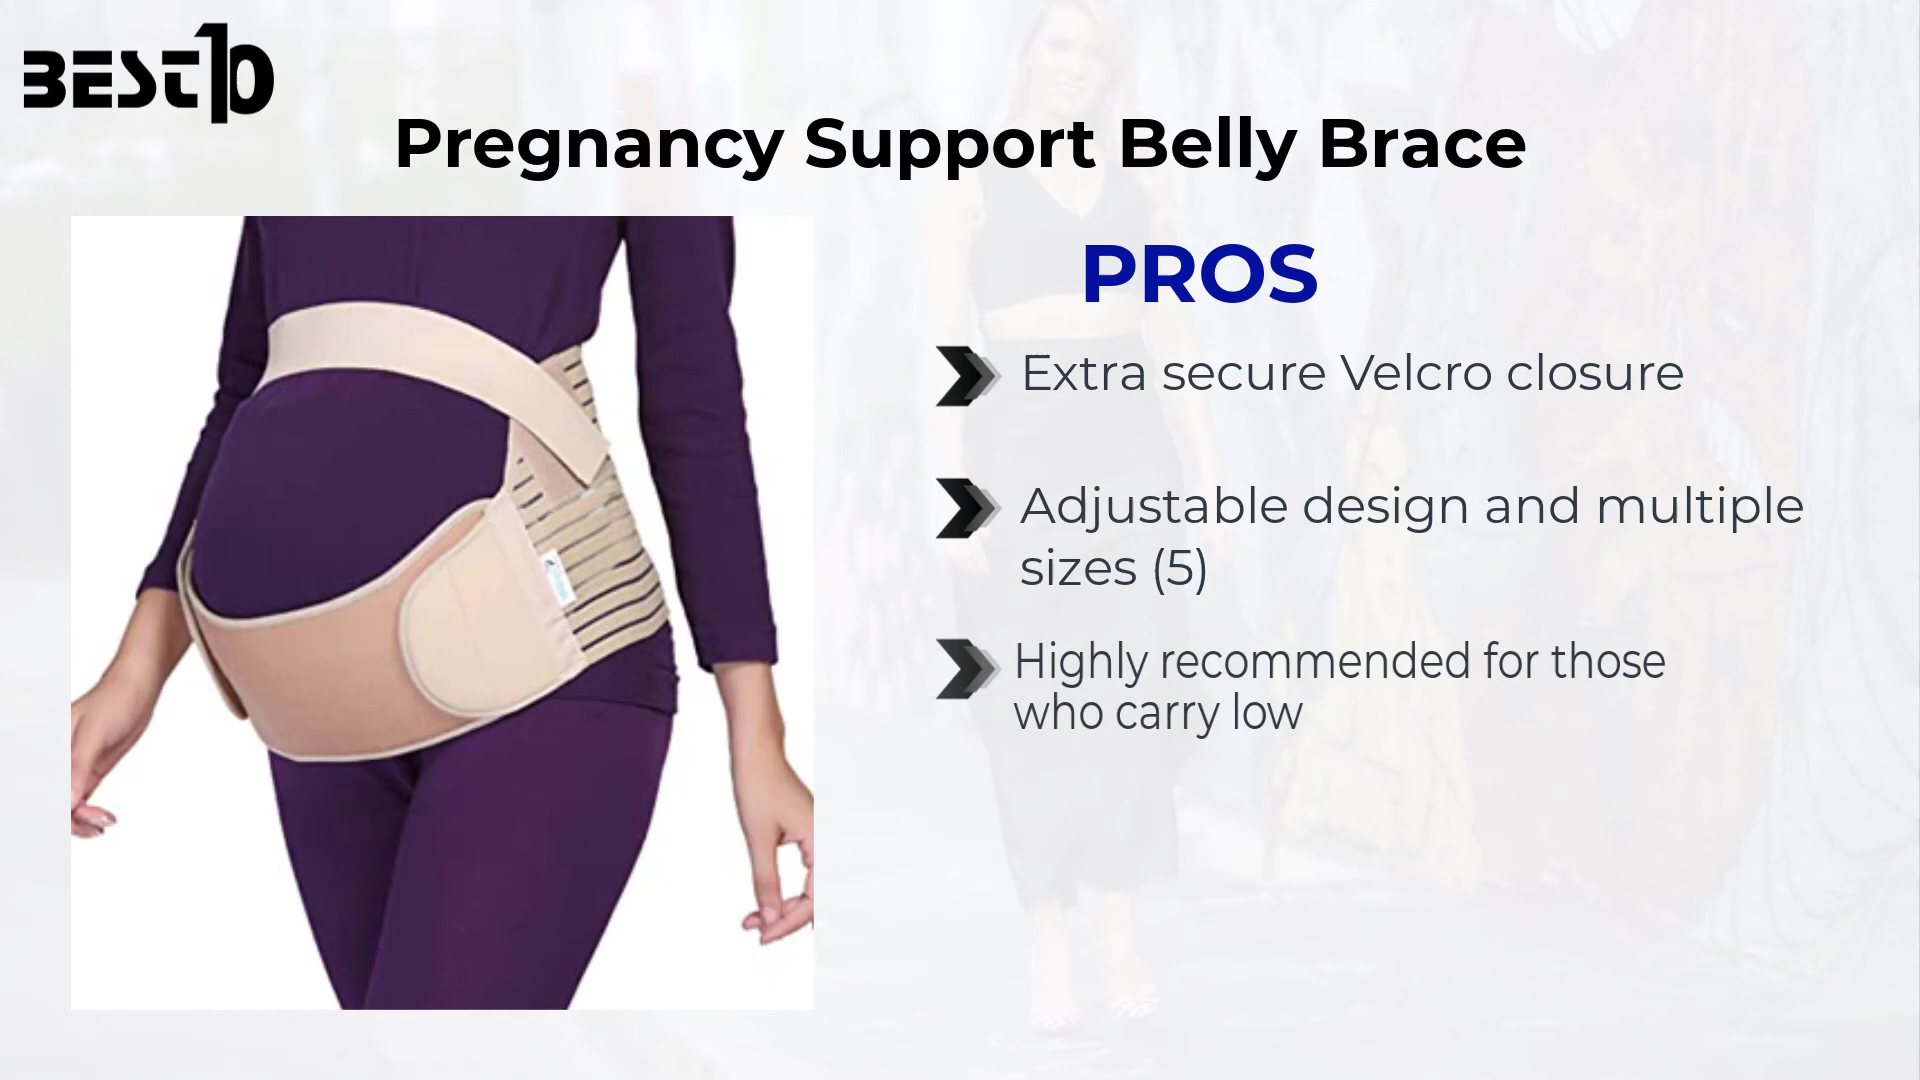 BEST10
Pregnancy Support Belly Brace
PROS
Extra secure Velcro closure
Adjustable design and multiple
sizes (5)
Highly recommended for those
who carry low